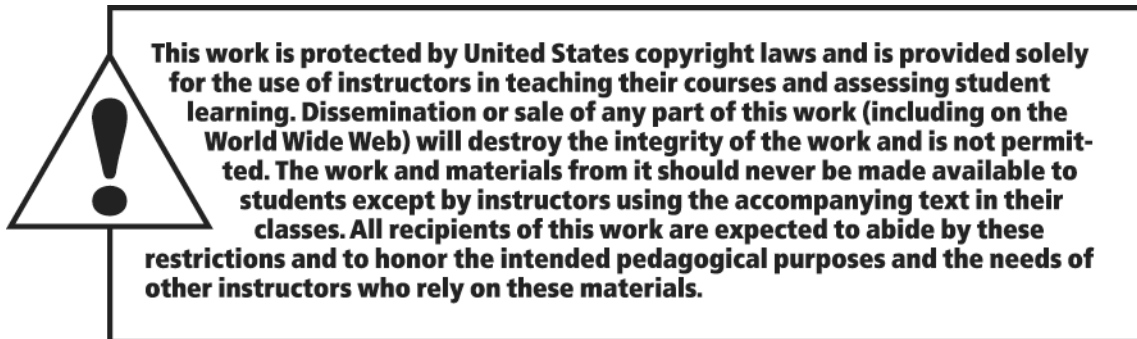 This work is protected by United States copyright laws and is provided solely
for the use of instructors in teaching their courses and assessing student
learning. Dissemination or sale of any part of this work (including on the
World Wide Web) will destroy the integrity of the work and is not permit-
ted. The work and materials from it should never be made available to
students except by instructors using the accompanying text in their
classes. All recipients of this work are expected to abide by these
restrictions and to honor the intended pedagogical purposes and the needs of
other instructors who rely on these materials.